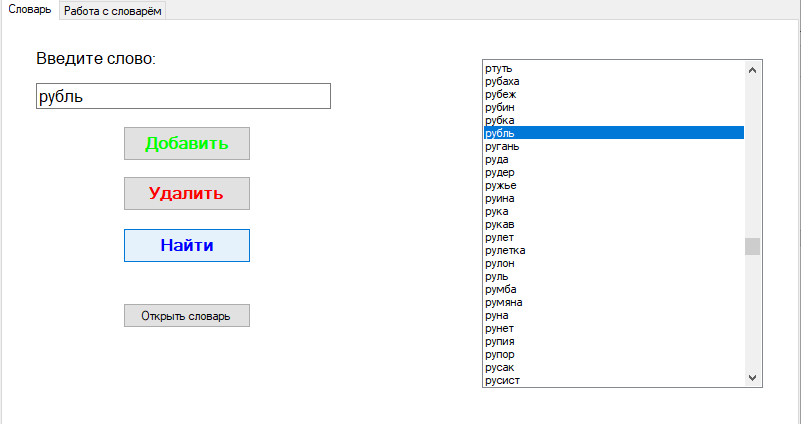 Словарь
Работа с словарём
Введите слово:
рубль
Добавить
Удалить
Найти
Открыть словарь
ртуть
рубаха
рубеж
рубин
рубка
рубль
ругань
руда
рудер
ружье
руина
рука
рукав
рулет
рулетка
рулон
руль
румба
румяна
руна
рунет
рупия
рупор
русак
русист